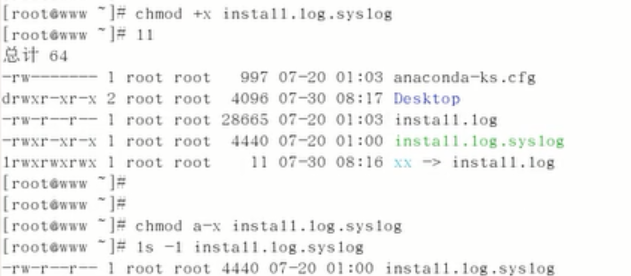 [root@www ~]# chmod +x install.log.syslog
[root@www ~]# ll
总计 64
-rw------- 1 root root 997 07-20 01:03 anaconda-ks.cfg
drwxr-xr-x 2 root root 4096 07-30 08:17 Desktop
-rw-r--r-- 1 root root 28665 07-20 01:03 install.log
-rwxr-xr-x 1 root root 4440 07-20 01:00 install.log.syslog
lrwxrwxrwx 1 root root 11 07-30 08:16 xx -> install.log
[root@www ~]#
[root@www ~]#
[root@www ~]# chmod a-x install.log.syslog
[root@www ~]# ls -l install.log.syslog
-rw-r--r-- 1 root root 4440 07-20 01:00 install.log.syslog